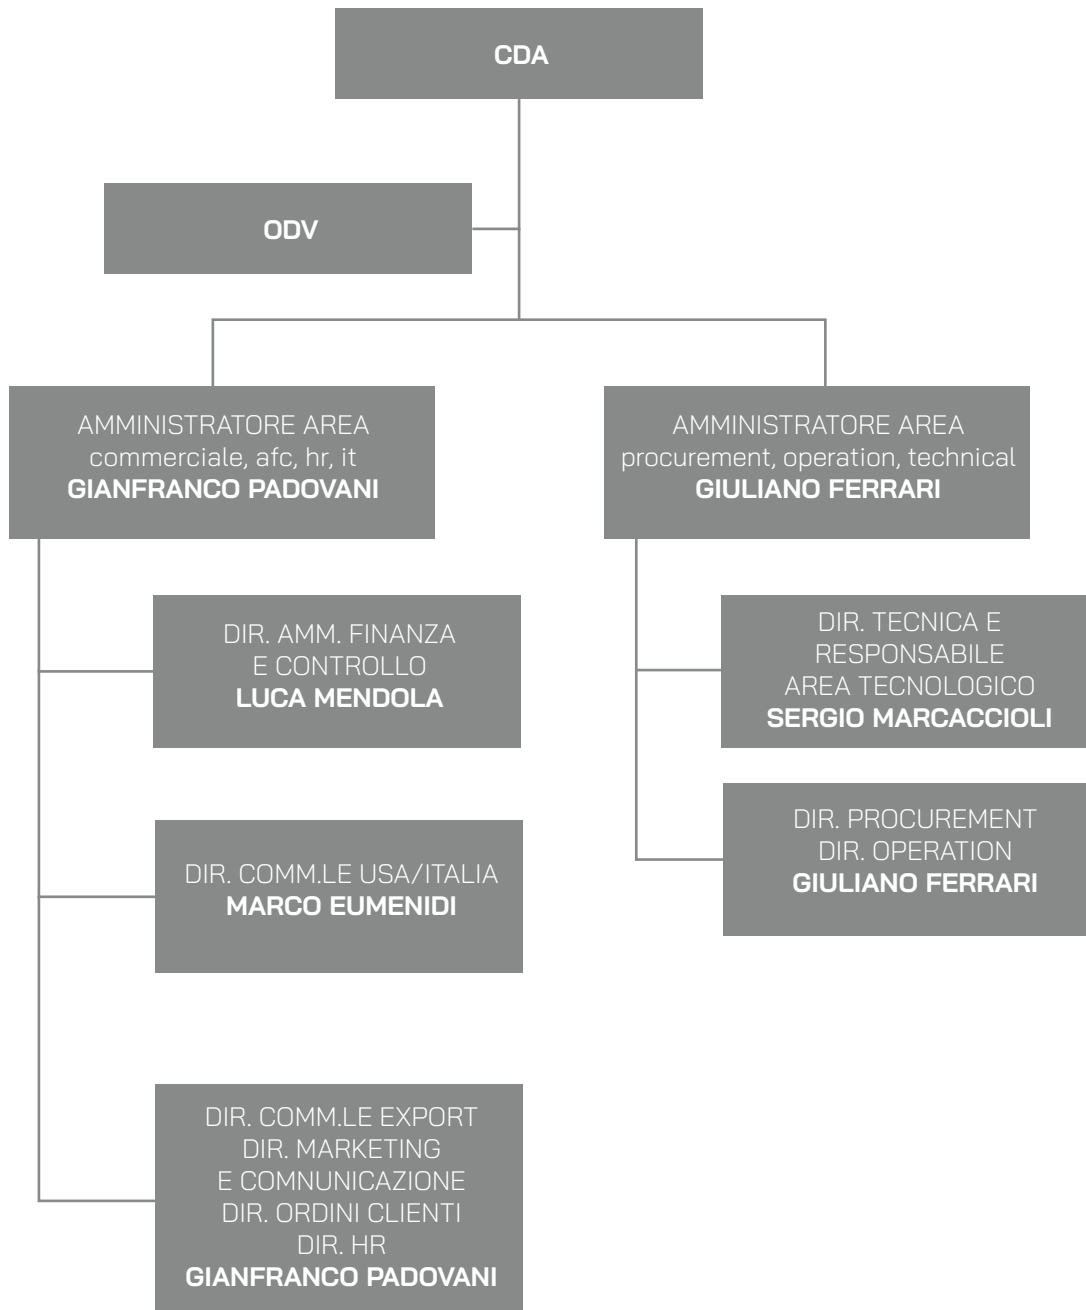 CDA
ODV
AMMINISTRATORE AREA
commerciale, afc, hr, it
GIANFRANCO PADOVANI
AMMINISTRATORE AREA
procurement, operation, technical
GIULIANO FERRARI
DIR. AMM. FINANZA
E CONTROLLO
LUCA MENDOLA
DIR. TECNICA E
RESPONSABILE
AREA TECNOLOGICO
SERGIO MARCACCIOLI
DIR. COMM.LE USA/ITALIA
MARCO EUMENIDI
DIR. PROCUREMENT
DIR. OPERATION
GIULIANO FERRARI
DIR. COMM.LE EXPORT
DIR. MARKETING
E COMNUNICAZIONE
DIR. ORDINI CLIENTI
DIR. HR
GIANFRANCO PADOVANI